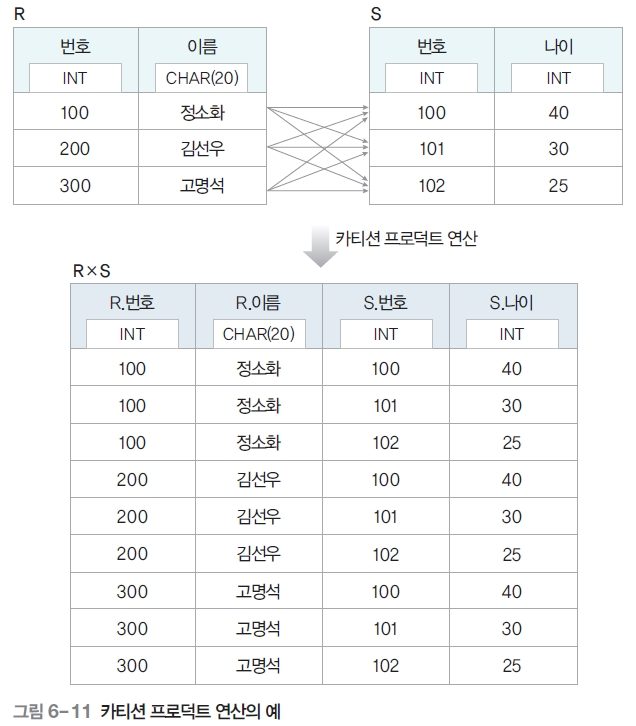 R
번호 이름
INT CHAR(20)
100 정소화
200 김선우
300 고명석
S
번호 나이
INT INT
100 40
101 30
102 25
카티션 프로덕트 연산
R×S
R.번호 R.이름 S.번호 S.나이
INT CHAR(20) INT INT
100 정소화 100 40
100 정소화 101 30
100 정소화 102 25
200 김선우 100 40
200 김선우 101 30
200 김선우 102 25
300 고명석 100 40
300 고명석 101 30
300 고명석 102 25
그림 6-11 카티션 프로덕트 연산의 예